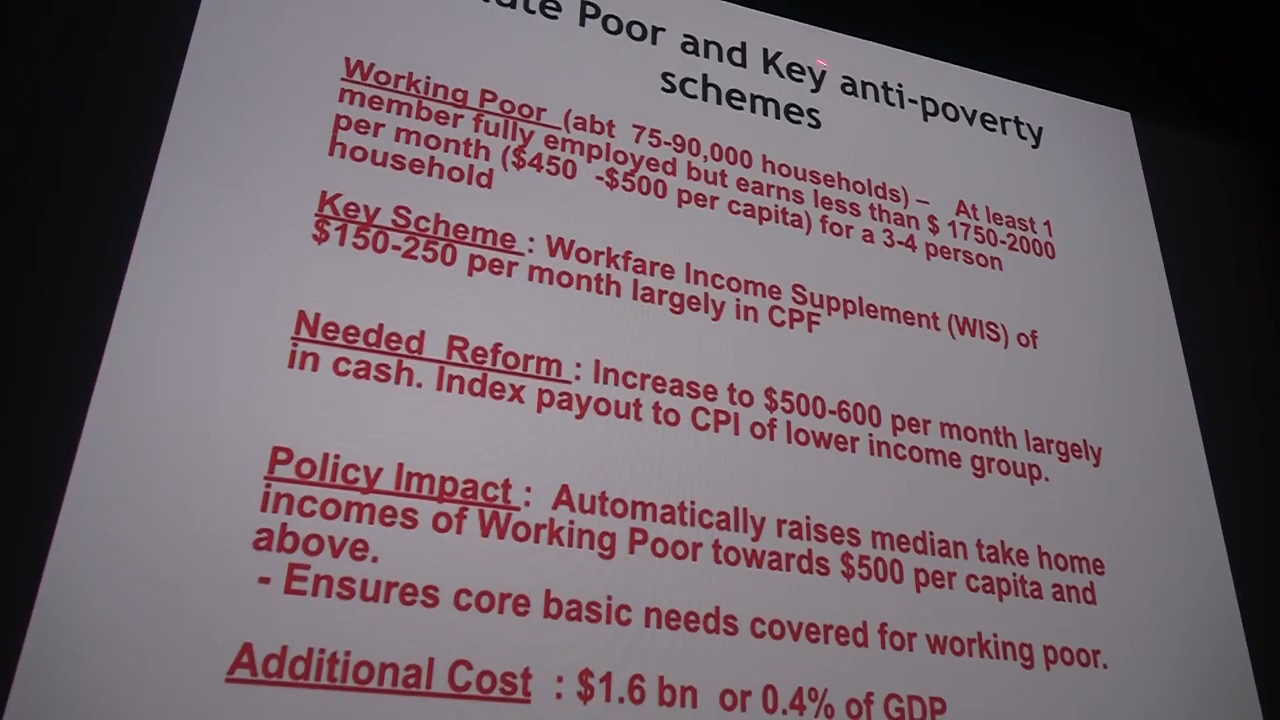 Poor and Key anti-poverty
schemes
Working Poor (abt 75-90,000 households) – At least 1
member fully employed but earns less than $ 1750-2000
per month ($450 -$500 per capita) for a 3-4 person
household
Key Scheme : Workfare Income Supplement (WIS) of
$150-250 per month largely in CPF
Needed Reform : Increase to $500-600 per month largely
in cash. Index payout to CPI of lower income group.
Policy Impact : Automatically raises median take home
incomes of Working Poor towards $500 per capita and
above.
- Ensures core basic needs covered for working poor.
Additional Cost : $1.6 bn or 0.4% of GDP